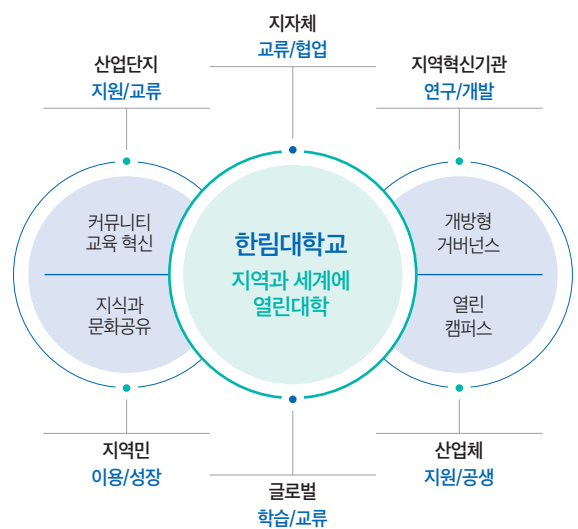 지자체
교류/협업
산업단지
지원/교류
지역혁신기관
연구/개발
커뮤니티
교육 혁신
지식과
문화공유
한림대학교
지역과 세계에
열린대학
개방형
거버넌스
열린
캠퍼스
지역민
이용/성장
글로벌
학습/교류
산업체
지원/공생